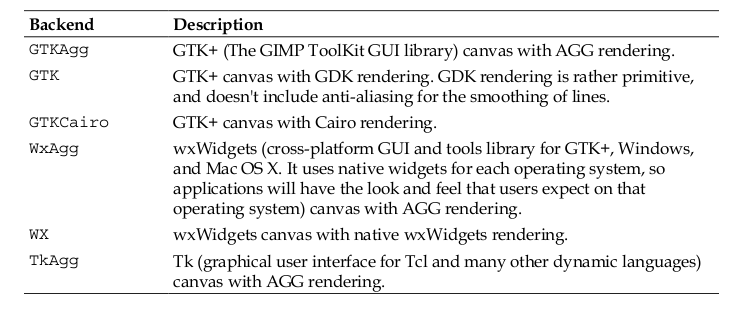 Backend Description
GTKAgg GTK+ (The GIMP ToolKit GUI library) canvas with AGG rendering.
GTK GTK+ canvas with GDK rendering. GDK rendering is rather primitive,
and doesn't include anti-aliasing for the smoothing of lines.
GTKCairo GTK+ canvas with Cairo rendering.
WxAgg wxWidgets (cross-platform GUI and tools library for GTK+, Windows,
and Mac OS X. It uses native widgets for each operating system, so
applications will have the look and feel that users expect on that
operating system) canvas with AGG rendering.
WX wxWidgets canvas with native wxWidgets rendering.
TkAgg Tk (graphical user interface for Tcl and many other dynamic languages)
canvas with AGG rendering.